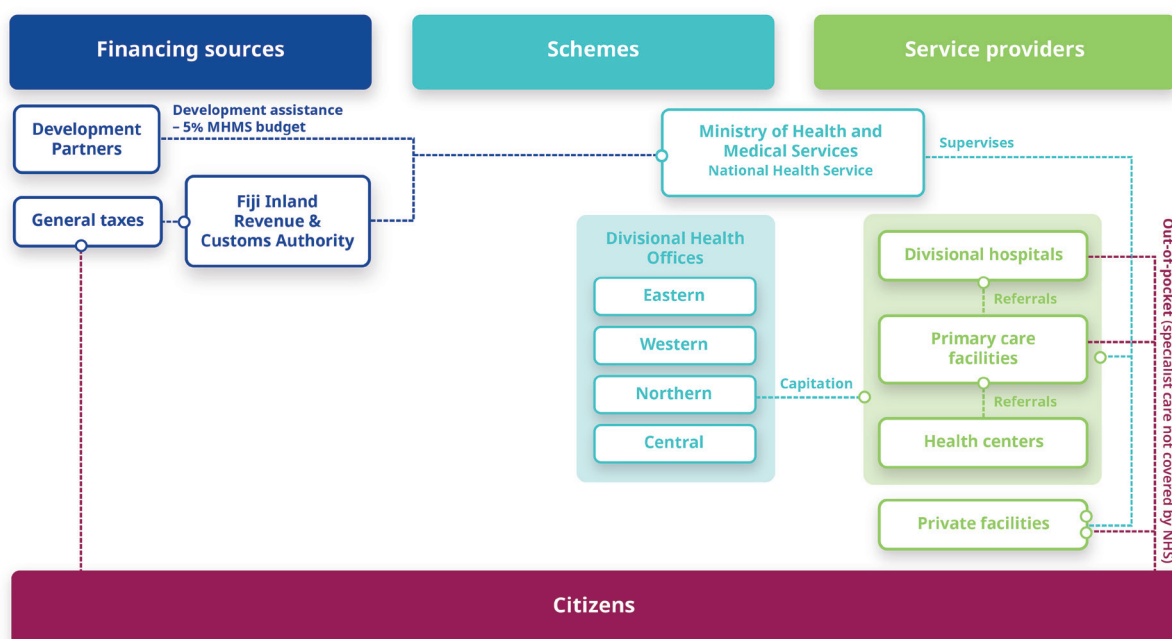 Financing sources
Schemes
Service providers
Development
Partners
Development assistance
– 5% MHMS budget
General taxes
Fiji Inland
Revenue &
Customs Authority
Ministry of Health and
Medical Services
National Health Service
Supervises
Divisional Health
Offices
Eastern
Western
Northern
Central
Capitation
Divisional hospitals
Referrals
Primary care
facilities
Referrals
Health centers
Private facilities
Out-of-pocket (specialist care not covered by NHS)
Citizens